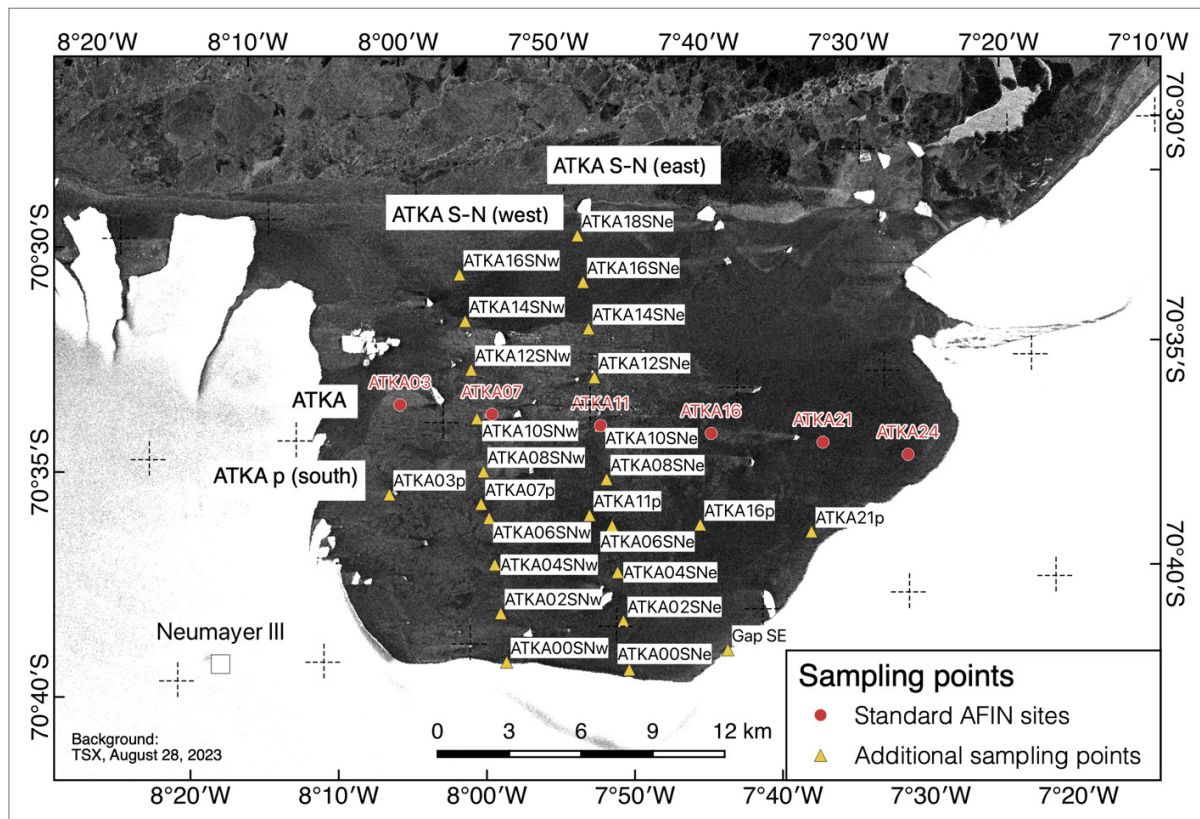 8°20′W 8°10′W 8°00′W 7°50′W 7°40′W 7°30′W 7°20′W 7°10′W
70°30′S
ATKA S-N (east)
ATKA S-N (west)
ATKA18SNe
70°30′S
ATKA16SNw
ATKA16SNe
ATKA14SNw
ATKA14SNe
70°35′S
ATKA12SNw
ATKA12SNe
ATKA03
ATKA07
ATKA
ATKA11
ATKA16
ATKA21
ATKA24
ATKA10SNw
ATKA10SNe
ATKA08SNw
ATKA08SNe
70°35′S
ATKA p (south)
ATKA03p
ATKA07p
ATKA11p
ATKA16p
ATKA21p
ATKA06SNw
ATKA06SNe
ATKA04SNw
ATKA04SNe
70°40′S
ATKA02SNw
ATKA02SNe
Neumayer III
Gap SE
ATKA00SNw
ATKA00SNe
70°40′S
Sampling points
Standard AFIN sites
Additional sampling points
0 3 6 9 12 km
Background:
TSX, August 28, 2023
8°20′W 8°10′W 8°00′W 7°50′W 7°40′W 7°30′W 7°20′W